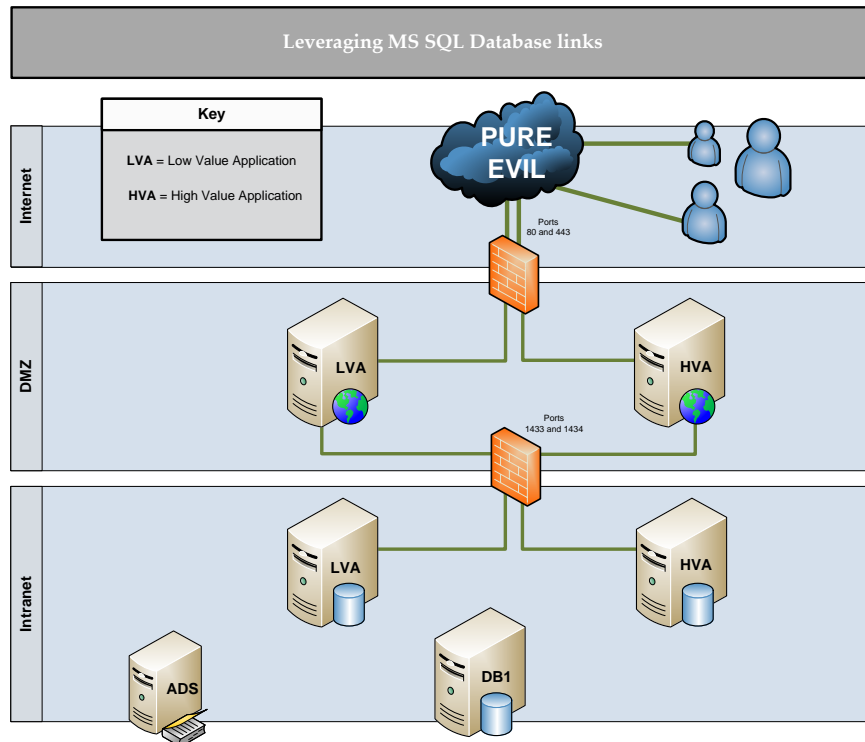 Leveraging MS SQL Database links
Key
LVA = Low Value Application
HVA = High Value Application
Internet
PURE
EVIL
Ports
80 and 443
DMZ
LVA
HVA
Ports
1433 and 1434
Intranet
LVA
HVA
ADS
DB1